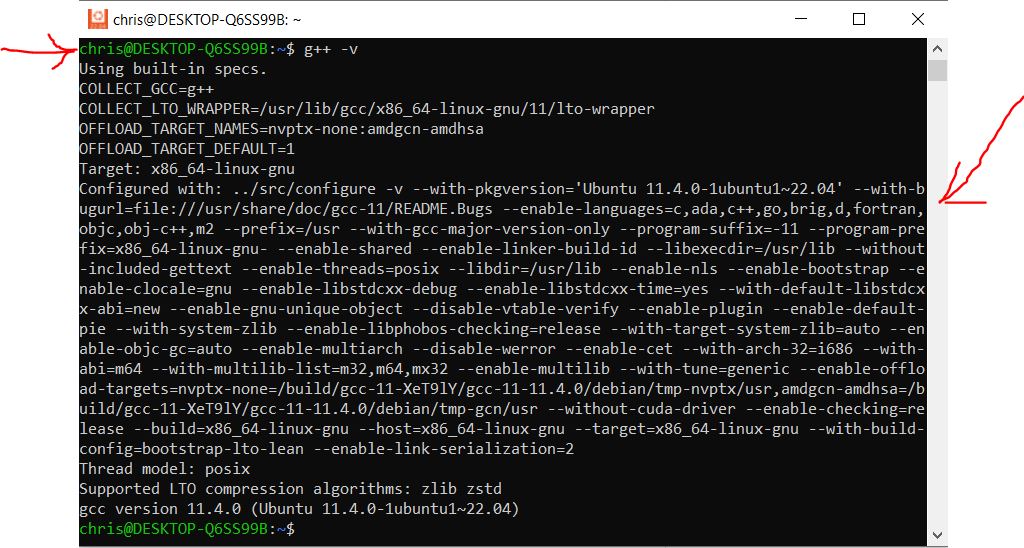 chris@DESKTOP-Q6SS99B: ~
chris@DESKTOP-Q6SS99B:~$ g++ -v
Using built-in specs.
COLLECT_GCC=g++
COLLECT_LTO_WRAPPER=/usr/lib/gcc/x86_64-linux-gnu/11/lto-wrapper
OFFLOAD_TARGET_NAMES=nvptx-none:amdgcn-amdhsa
OFFLOAD_TARGET_DEFAULT=1
Target: x86_64-linux-gnu
Configured with: ../src/configure -v --with-pkgversion='Ubuntu 11.4.0-1ubuntu1~22.04' --with-b
ugurl=file:///usr/share/doc/gcc-11/README.Bugs --enable-languages=c,ada,c++,go,brig,d,fortran,
objc,obj-c++,m2 --prefix=/usr --with-gcc-major-version-only --program-suffix=-11 --program-pre
fix=x86_64-linux-gnu- --enable-shared --enable-linker-build-id --libexecdir=/usr/lib --without
-included-gettext --enable-threads=posix --libdir=/usr/lib --enable-nls --enable-bootstrap --e
nable-clocale=gnu --enable-libstdcxx-debug --enable-libstdcxx-time=yes --with-default-libstdcx
x-abi=new --enable-gnu-unique-object --disable-vtable-verify --enable-plugin --enable-default-
pie --with-system-zlib --enable-libphobos-checking=release --with-target-system-zlib=auto --en
able-objc-gc=auto --enable-multiarch --disable-werror --enable-cet --with-arch-32=i686 --with-
abi=m64 --with-multilib-list=m32,m64,mx32 --enable-multilib --with-tune=generic --enable-offlo
ad-targets=nvptx-none=/build/gcc-11-XeT9lY/gcc-11-11.4.0/debian/tmp-nvptx/usr,amdgcn-amdhsa=/b
uild/gcc-11-XeT9lY/gcc-11-11.4.0/debian/tmp-gcn/usr --without-cuda-driver --enable-checking=re
lease --build=x86_64-linux-gnu --host=x86_64-linux-gnu --target=x86_64-linux-gnu --with-build-
config=bootstrap-lto-lean --enable-link-serialization=2
Thread model: posix
Supported LTO compression algorithms: zlib zstd
gcc version 11.4.0 (Ubuntu 11.4.0-1ubuntu1~22.04)
chris@DESKTOP-Q6SS99B:~$